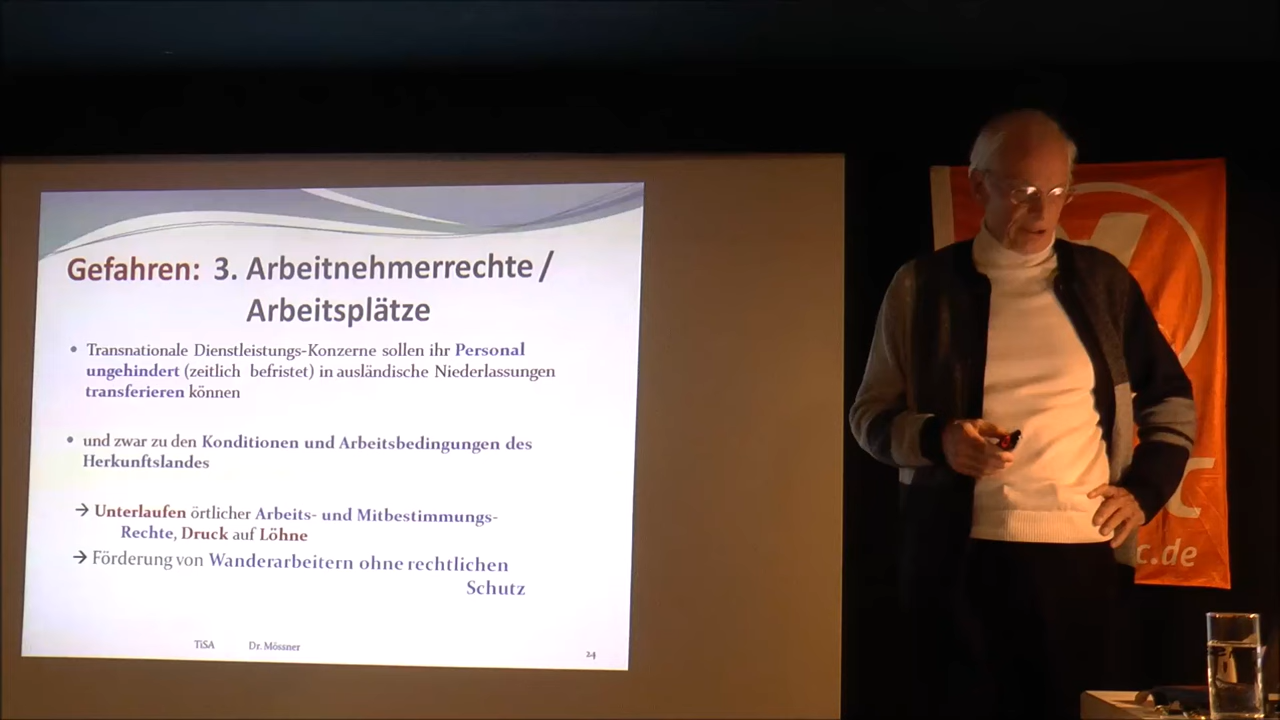 Gefahren: 3. Arbeitnehmerrechte /
Arbeitsplätze
• Transnationale Dienstleistungs-Konzerne sollen ihr Personal
ungehindert (zeitlich befristet) in ausländische Niederlassungen
transferieren können
• und zwar zu den Konditionen und Arbeitsbedingungen des
Herkunftslandes
→ Unterlaufen örtlicher Arbeits- und Mitbestimmungs-
Rechte, Druck auf Löhne
→ Förderung von Wanderarbeitern ohne rechtlichen
Schutz
TiSA Dr. Mössner
24
c
c.de